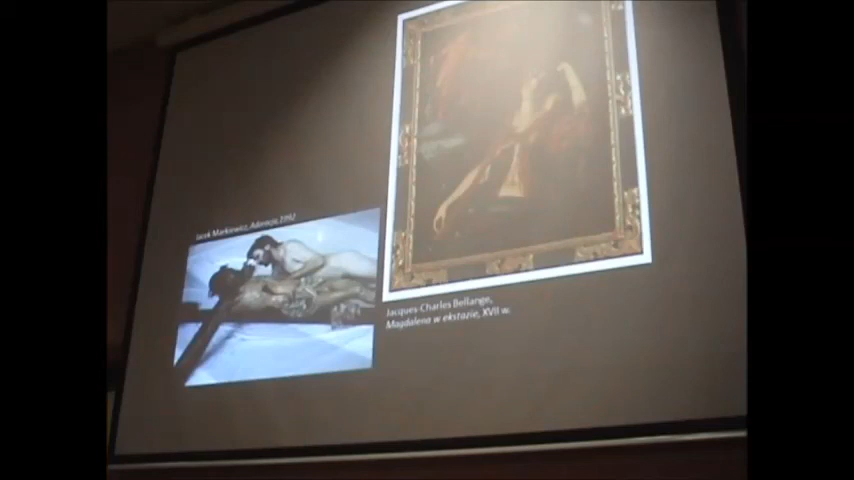 Jacek Markiewicz, Adoracja, 1992
Jacques-Charles Bellange,
Magdalena w ekstazie, XVII w.